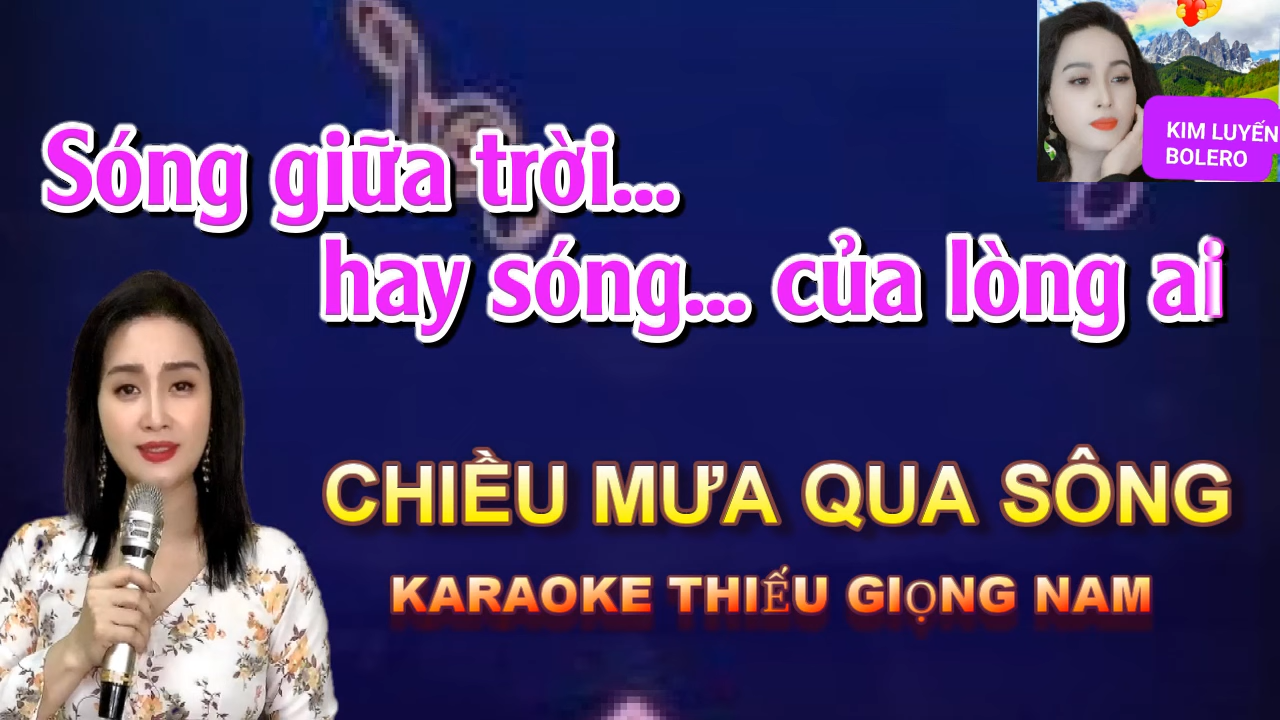 KIM LUYẾN
BOLERO
Sóng giữa trời...
hay sóng... của lòng ai
CHIỀU MƯA QUA SÔNG
KARAOKE THIẾU GIỌNG NAM